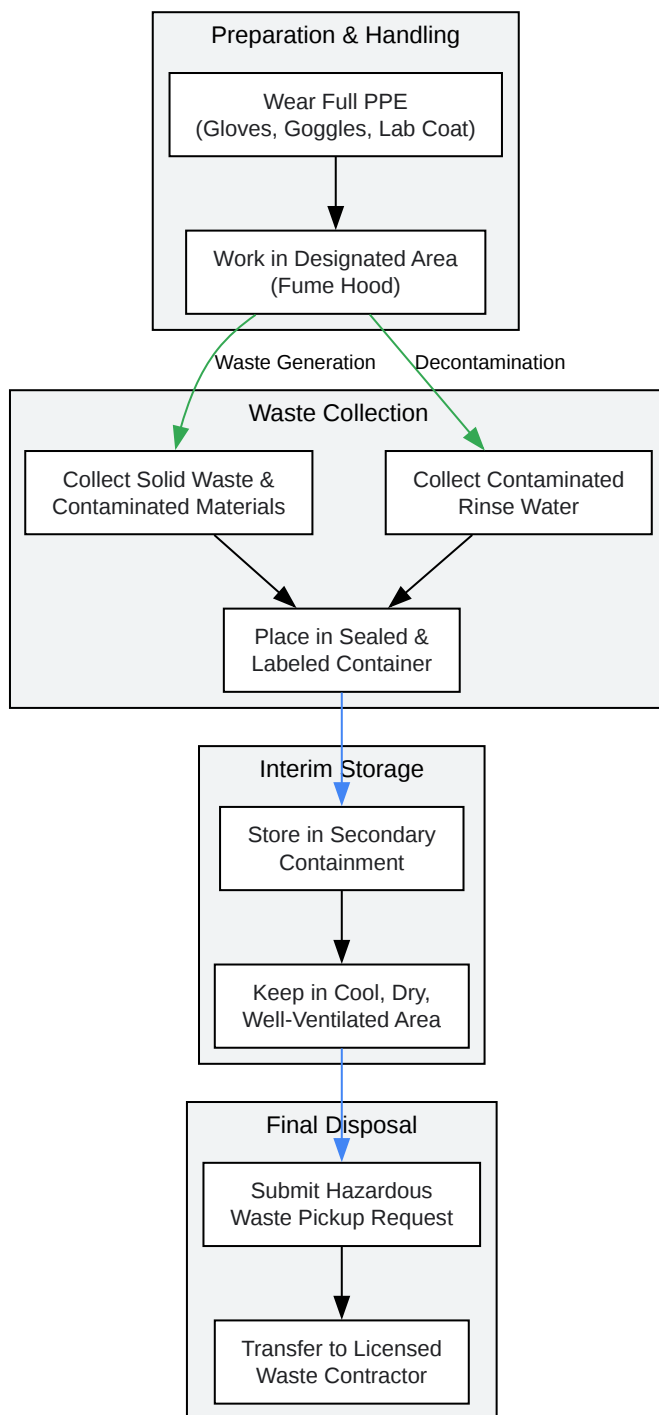 Preparation & Handling
Wear Full PPE
(Gloves, Goggles, Lab Coat)
Work in Designated Area
(Fume Hood)
Waste Generation
Decontamination
Waste Collection
Collect Solid Waste &
Contaminated Materials
Collect Contaminated
Rinse Water
Place in Sealed &
Labeled Container
Interim Storage
Store in Secondary
Containment
Keep in Cool, Dry,
Well-Ventilated Area
Final Disposal
Submit Hazardous
Waste Pickup Request
Transfer to Licensed
Waste Contractor